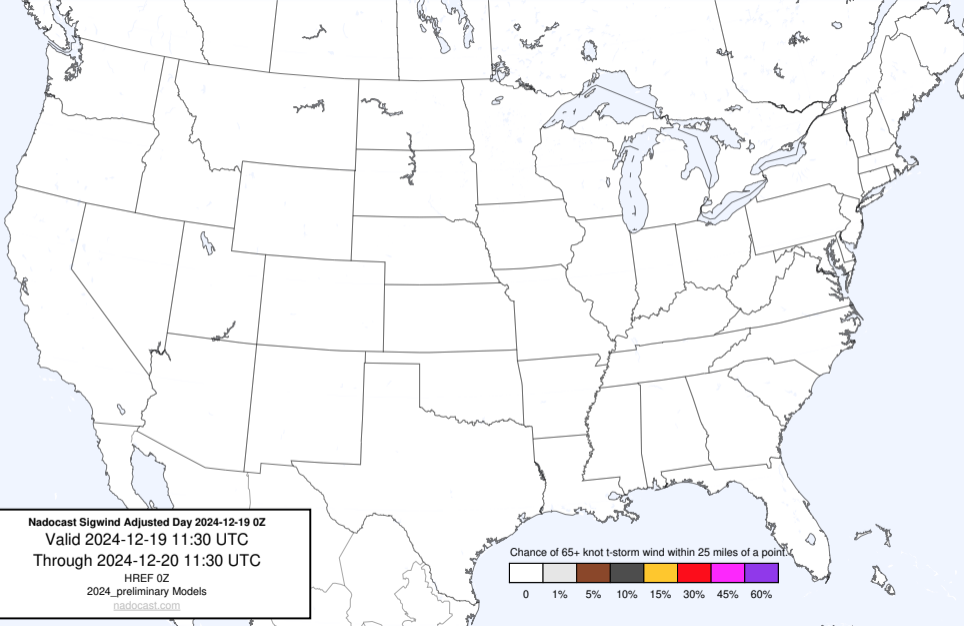 Nadocast Sigwind Adjusted Day 2024-12-19 0Z
Valid 2024-12-19 11:30 UTC
Through 2024-12-20 11:30 UTC
HREF 0Z
2024_preliminary Models
nadocast.com
Chance of 65+ knot t-storm wind within 25 miles of a point.
0 1% 5% 10% 15% 30% 45% 60%